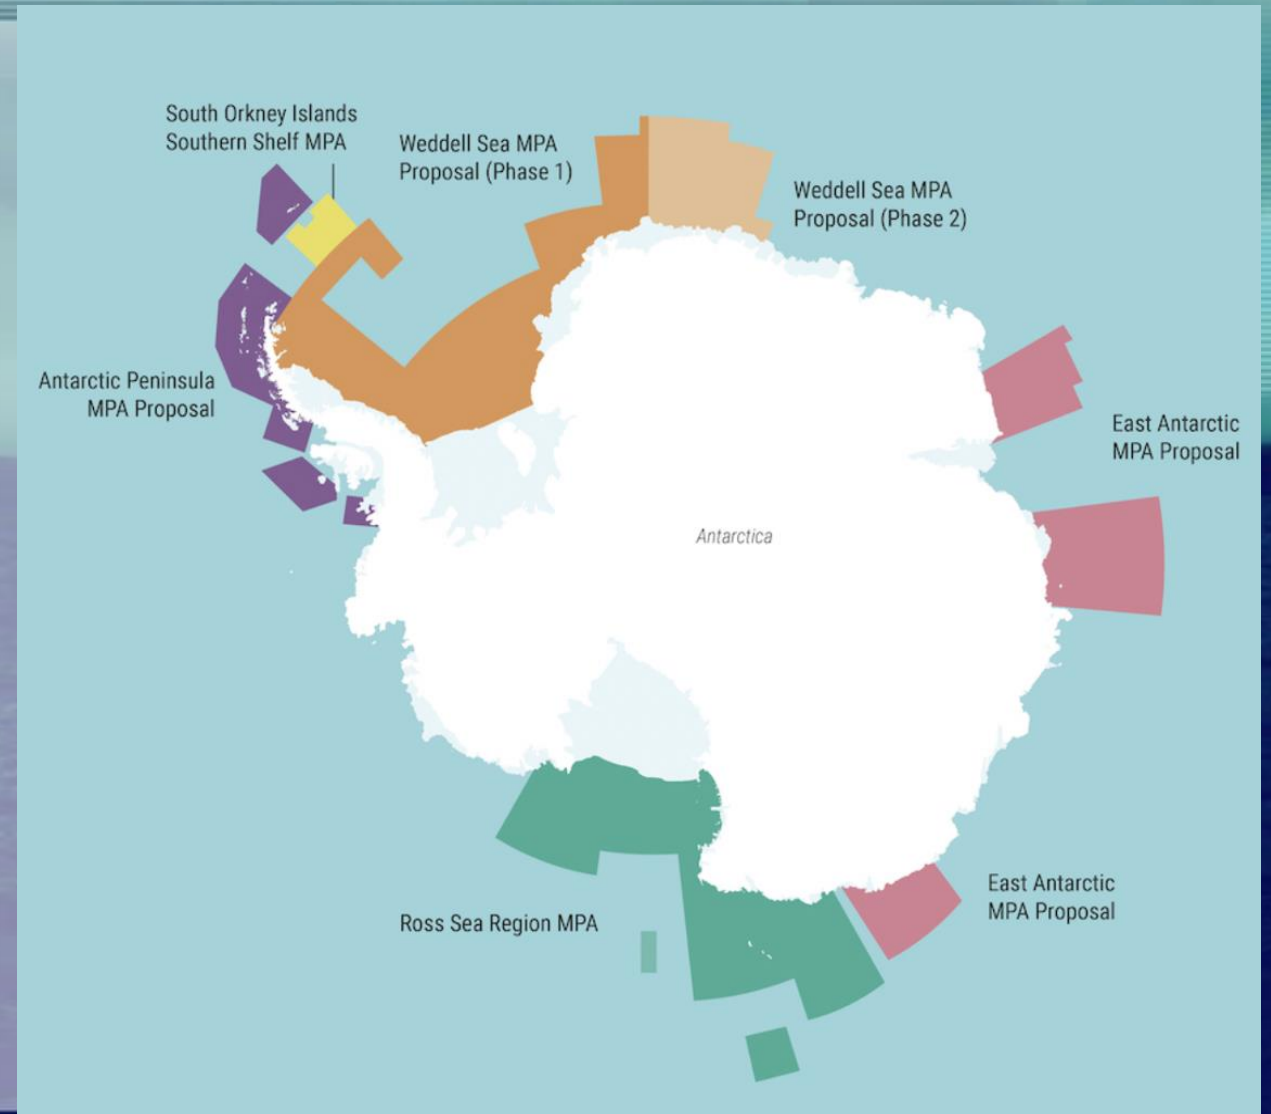 South Orkney Islands
Southern Shelf MPA
Weddell Sea MPA
Proposal (Phase 1)
Weddell Sea MPA
Proposal (Phase 2)
Antarctic Peninsula
MPA Proposal
East Antarctic
MPA Proposal
Antarctica
East Antarctic
MPA Proposal
Ross Sea Region MPA